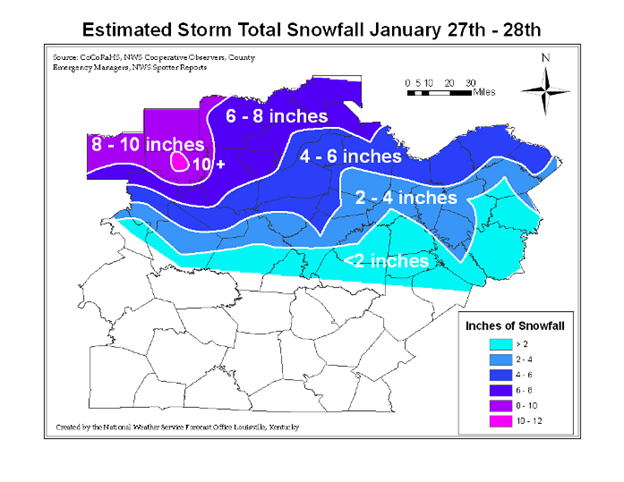 Estimated Storm Total Snowfall January 27th - 28th
Source: CoCoRaHS, NWS Cooperative Observers, County
Emergency Managers, NWS Spotter Reports
N
0 5 10 20 30
Miles
6 - 8 inches
8 - 10 inches
10 +
4 - 6 inches
2 - 4 inches
<2 inches
Inches of Snowfall
> 2
2 - 4
4 - 6
6 - 8
8 - 10
10 - 12
Created by the National Weather Service Forecast Office Louisville, Kentucky